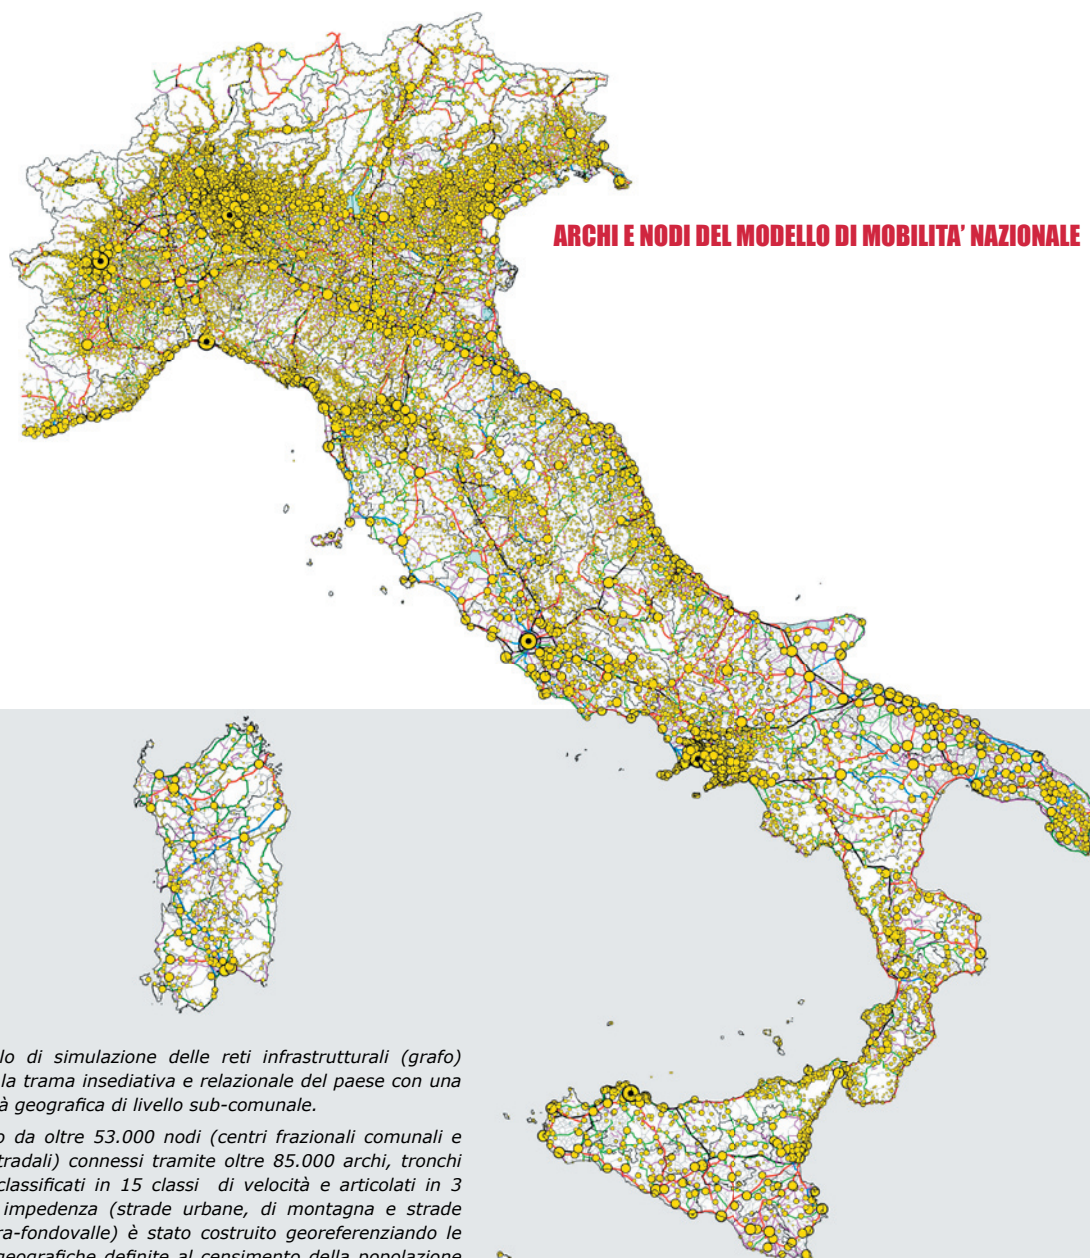 ARCHI E NODI DEL MODELLO DI MOBILITA' NAZIONALE
lo di simulazione delle reti infrastrutturali (grafo)
la trama insediativa e relazionale del paese con una
à geografica di livello sub-comunale.
o da oltre 53.000 nodi (centri frazionali comunali e
tradali) connessi tramite oltre 85.000 archi, tronchi
classificati in 15 classi di velocità e articolati in 3
impedenza (strade urbane, di montagna e strade
ra-fondovalle) è stato costruito georeferenziando le
geografiche definite al censimento della popolazione